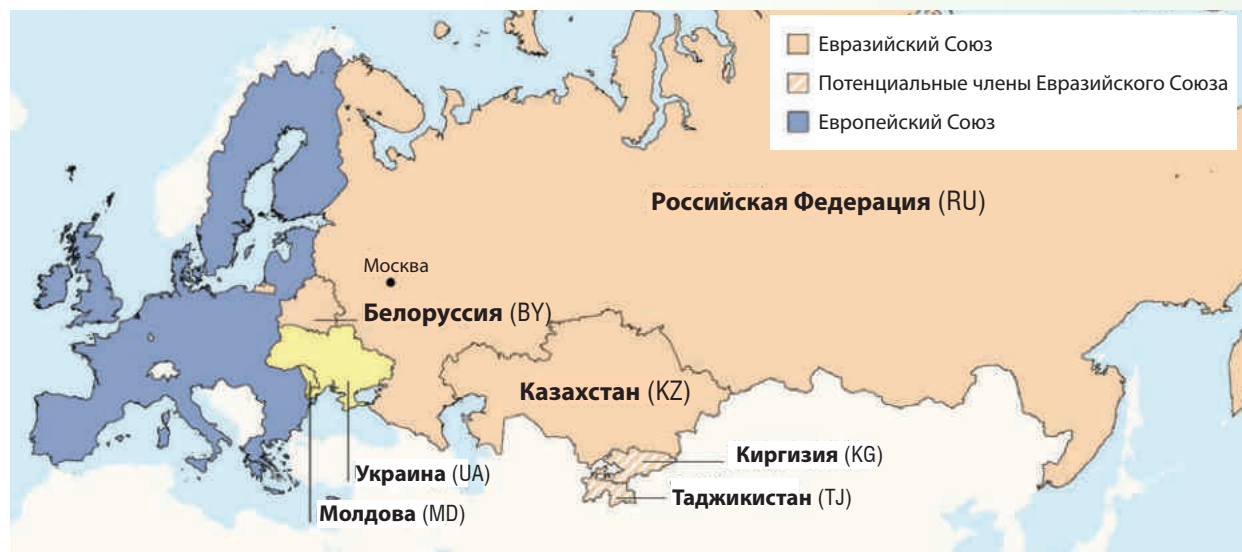 Евразийский Союз
Потенциальные члены Евразийского Союза
Европейский Союз
Российская Федерация (RU)
Москва
Белоруссия (BY)
Казахстан (KZ)
Киргизия (KG)
Украина (UA)
Таджикистан (TJ)
Молдова (MD)